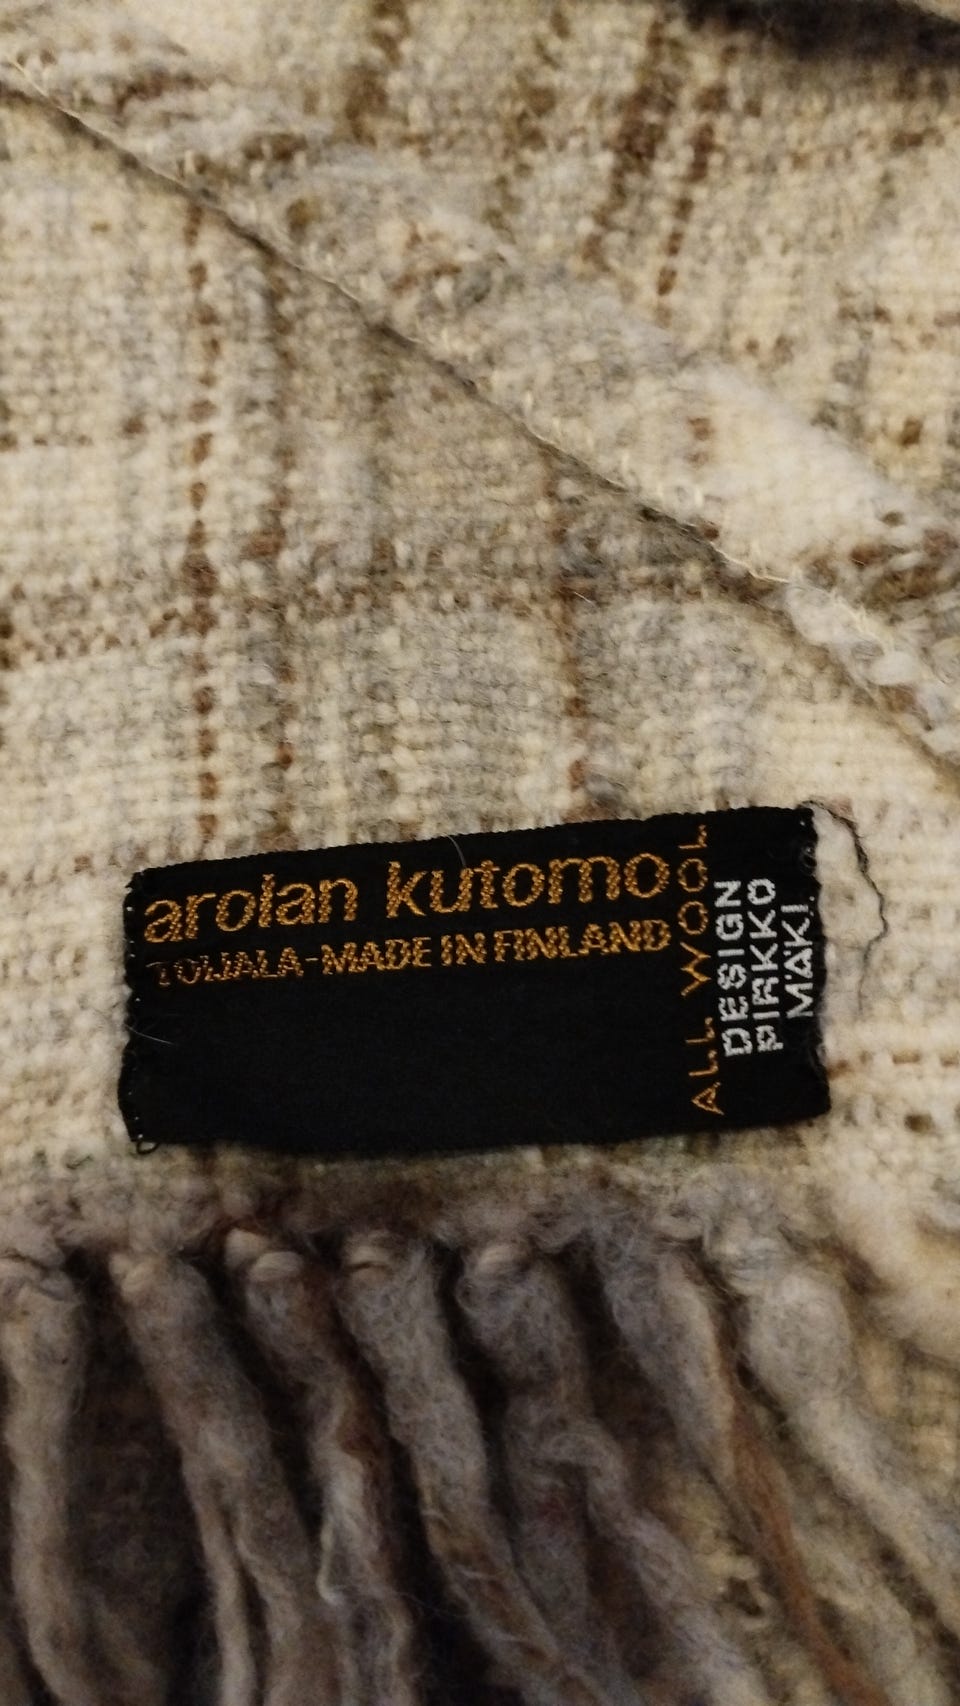 arolan kutomo
TOIJALA-MADE IN FINLAND
ALL WOOL
DESIGN
PIRKKO
MÄKI